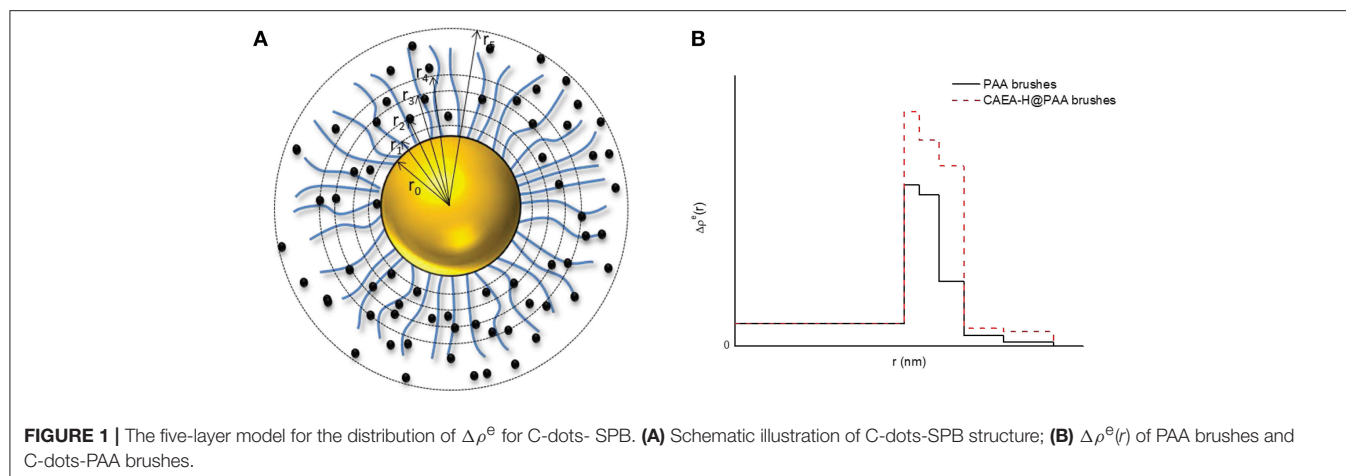 A
r5
r4
r3
r2
r1
r0
B
PAA brushes
CAEA-H@PAA brushes
Δρᵉ(r)
0
r (nm)
FIGURE 1 | The five-layer model for the distribution of Δρᵉ for C-dots- SPB. (A) Schematic illustration of C-dots-SPB structure; (B) Δρᵉ(r) of PAA brushes and
C-dots-PAA brushes.